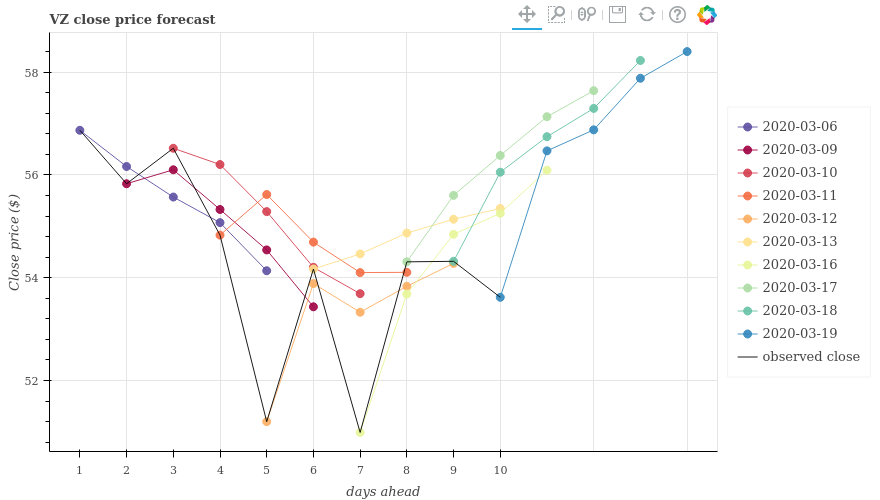 VZ close price forecast
58
56
54
52
Close price ($)
1 2 3 4 5 6 7 8 9 10
days ahead
2020-03-06
2020-03-09
2020-03-10
2020-03-11
2020-03-12
2020-03-13
2020-03-16
2020-03-17
2020-03-18
2020-03-19
observed close